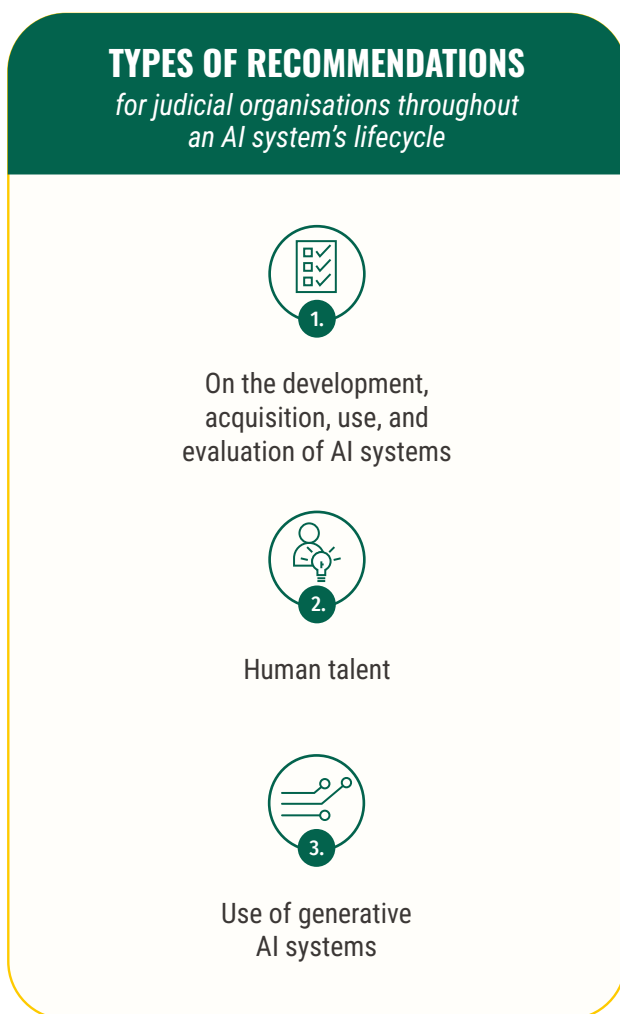 TYPES OF RECOMMENDATIONS
for judicial organisations throughout
an AI system's lifecycle
1.
On the development,
acquisition, use, and
evaluation of AI systems
2.
Human talent
3.
Use of generative
AI systems